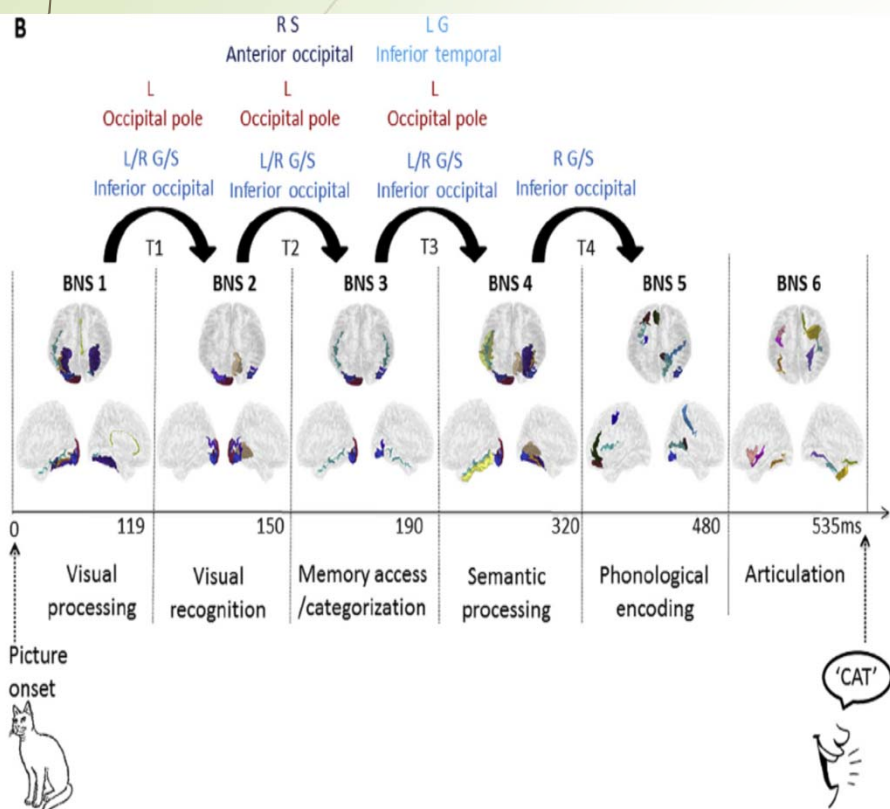 B
R S
Anterior occipital
L G
Inferior temporal
L
Occipital pole
L
Occipital pole
L
Occipital pole
L/R G/S
Inferior occipital
L/R G/S
Inferior occipital
L/R G/S
Inferior occipital
R G/S
Inferior occipital
T1
T2
T3
T4
BNS 1
BNS 2
BNS 3
BNS 4
BNS 5
BNS 6
0
119
150
190
320
480
535ms
Visual
processing
Visual
recognition
Memory access
/categorization
Semantic
processing
Phonological
encoding
Articulation
Picture
onset
'CAT'